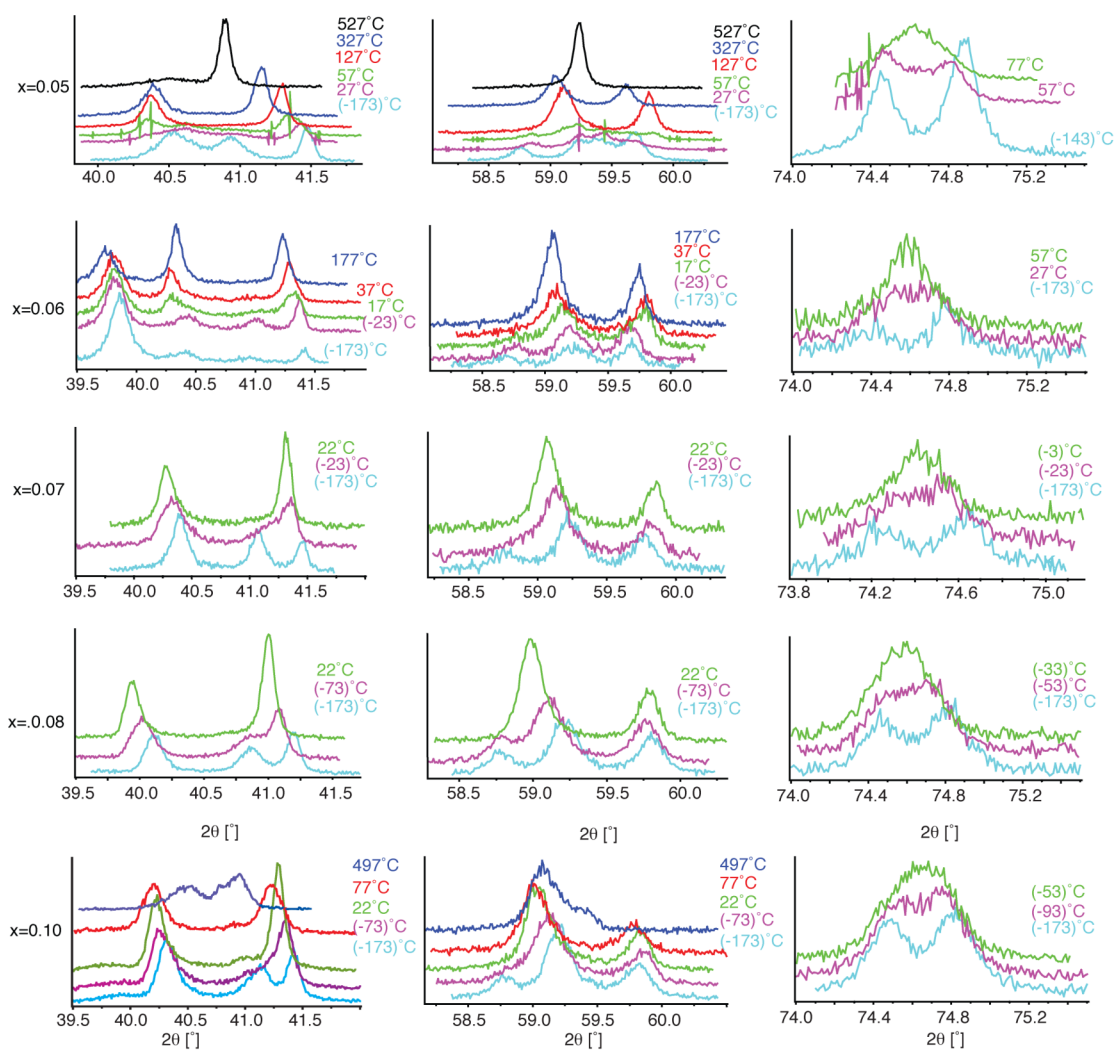 527°C
327°C
127°C
57°C
27°C
(-173)°C
x=0.05
40.0 40.5 41.0 41.5
527°C
327°C
127°C
57°C
27°C
(-173)°C
58.5 59.0 59.5 60.0
77°C
57°C
(-143)°C
74.0 74.4 74.8 75.2
177°C
37°C
17°C
(-23)°C
(-173)°C
x=0.06
39.5 40.0 40.5 41.0 41.5
177°C
37°C
17°C
(-23)°C
(-173)°C
58.5 59.0 59.5 60.0
57°C
27°C
(-173)°C
74.0 74.4 74.8 75.2
22°C
(-23)°C
(-173)°C
x=0.07
39.5 40.0 40.5 41.0 41.5
22°C
(-23)°C
(-173)°C
58.5 59.0 59.5 60.0
(-3)°C
(-23)°C
(-173)°C
73.8 74.2 74.6 75.0
22°C
(-73)°C
(-173)°C
x=.0.08
39.5 40.0 40.5 41.0 41.5
22°C
(-73)°C
(-173)°C
58.5 59.0 59.5 60.0
(-33)°C
(-53)°C
(-173)°C
74.0 74.4 74.8 75.2
2θ [°] 2θ [°] 2θ [°]
497°C
77°C
22°C
(-73)°C
(-173)°C
x=0.10
39.5 40.0 40.5 41.0 41.5
2θ [°]
497°C
77°C
22°C
(-73)°C
(-173)°C
58.5 59.0 59.5 60.0
2θ [°]
(-53)°C
(-93)°C
(-173)°C
74.0 74.4 74.8 75.2
2θ [°]